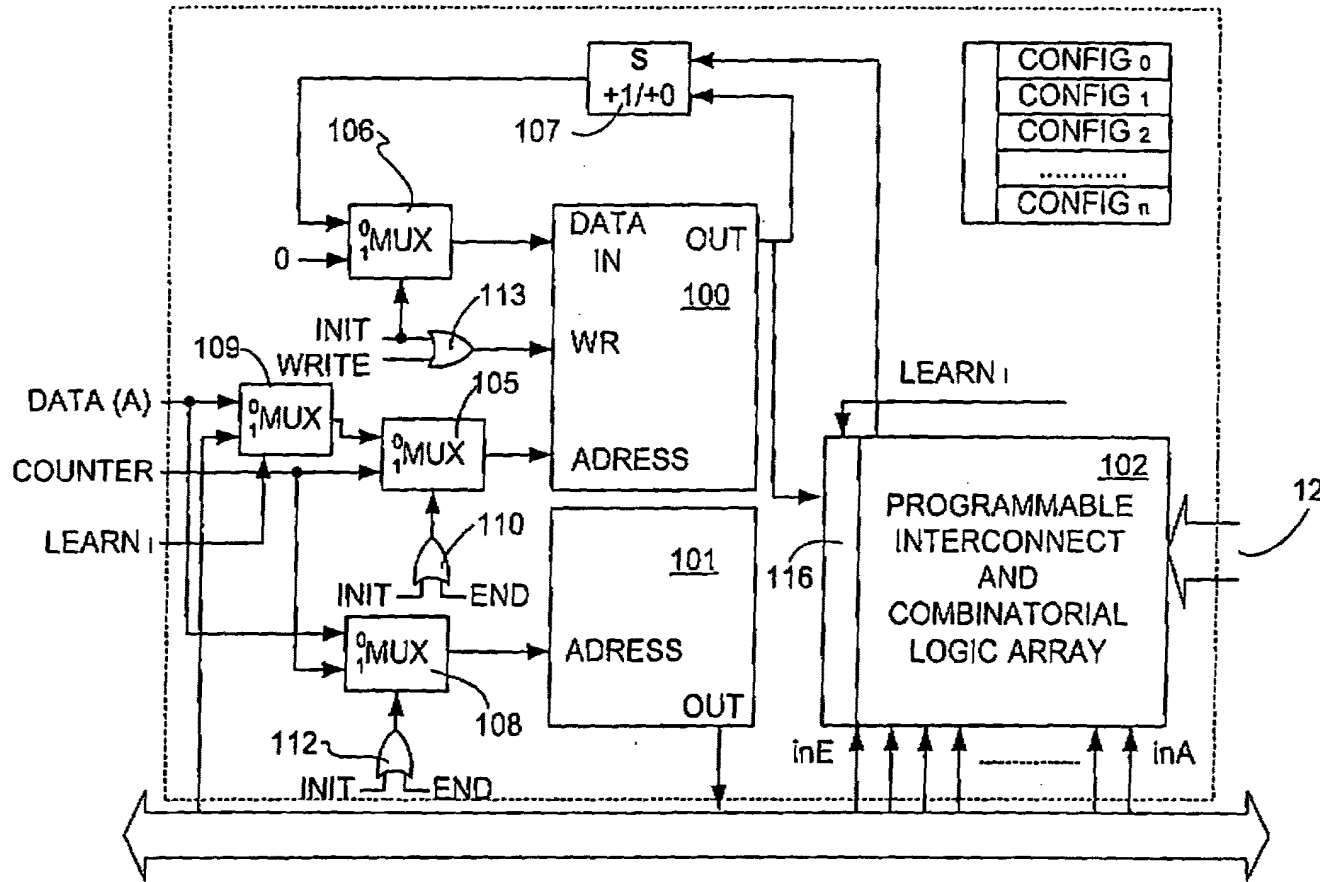 S
+1/+0
107
CONFIG 0
CONFIG 1
CONFIG 2
...........
CONFIG n
106
0
1 MUX
0
DATA
IN
OUT
100
113
INIT
WRITE
WR
109
105
LEARN i
DATA (A)
0
1 MUX
0
1 MUX
COUNTER
ADRESS
102
PROGRAMMABLE
INTERCONNECT
AND
COMBINATORIAL
LOGIC ARRAY
12
LEARN i
110
101
116
INIT
END
0
1 MUX
ADRESS
108
OUT
112
inE
..............
inA
INIT
END